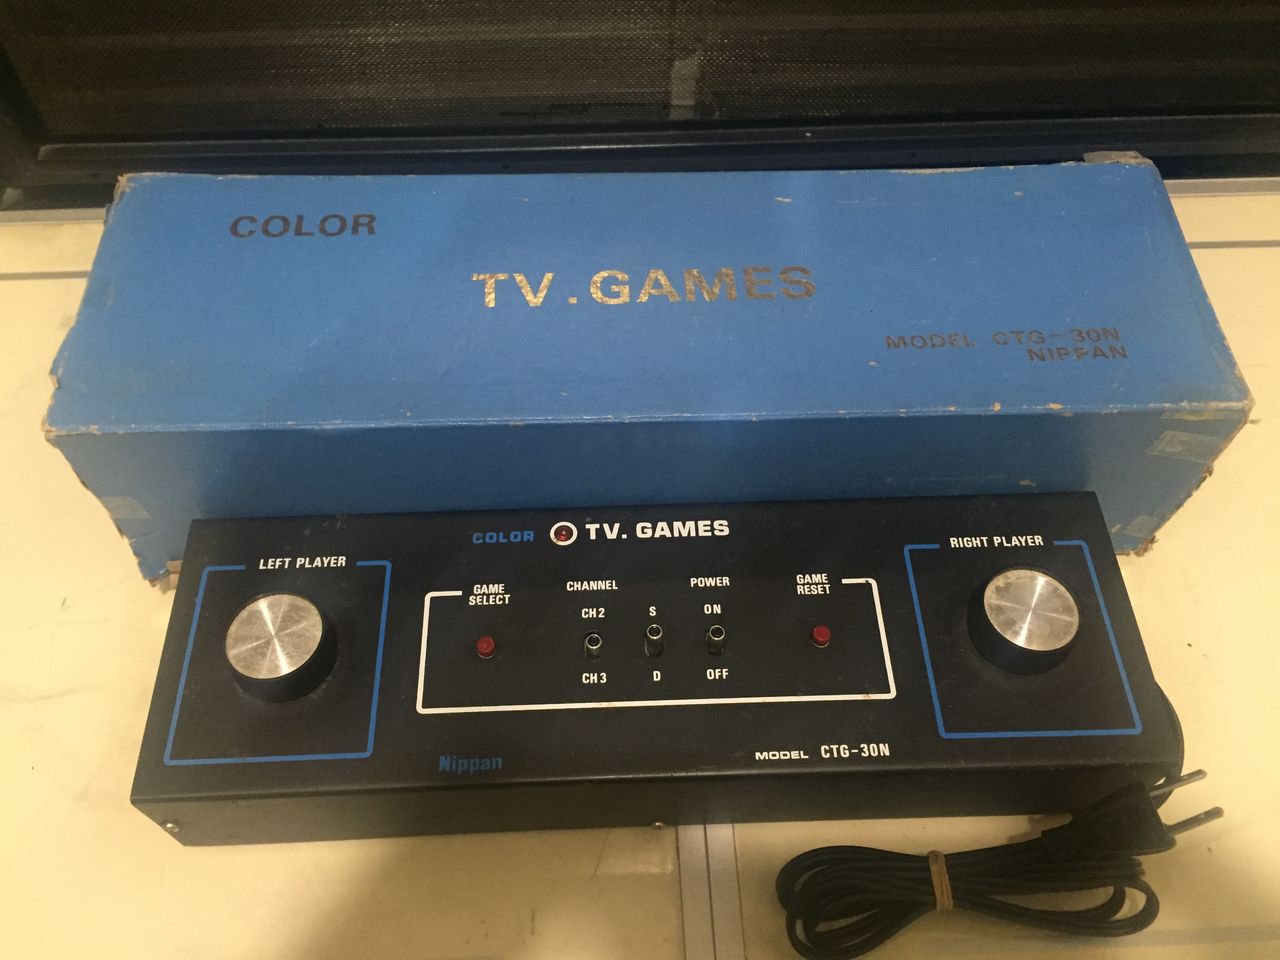 COLOR
TV.GAMES
MODEL CTG-30N
NIPPAN
COLOR TV. GAMES
LEFT PLAYER
RIGHT PLAYER
GAME
SELECT
CHANNEL
CH2
CH3
S
D
POWER
ON
OFF
GAME
RESET
Nippan
MODEL CTG-30N